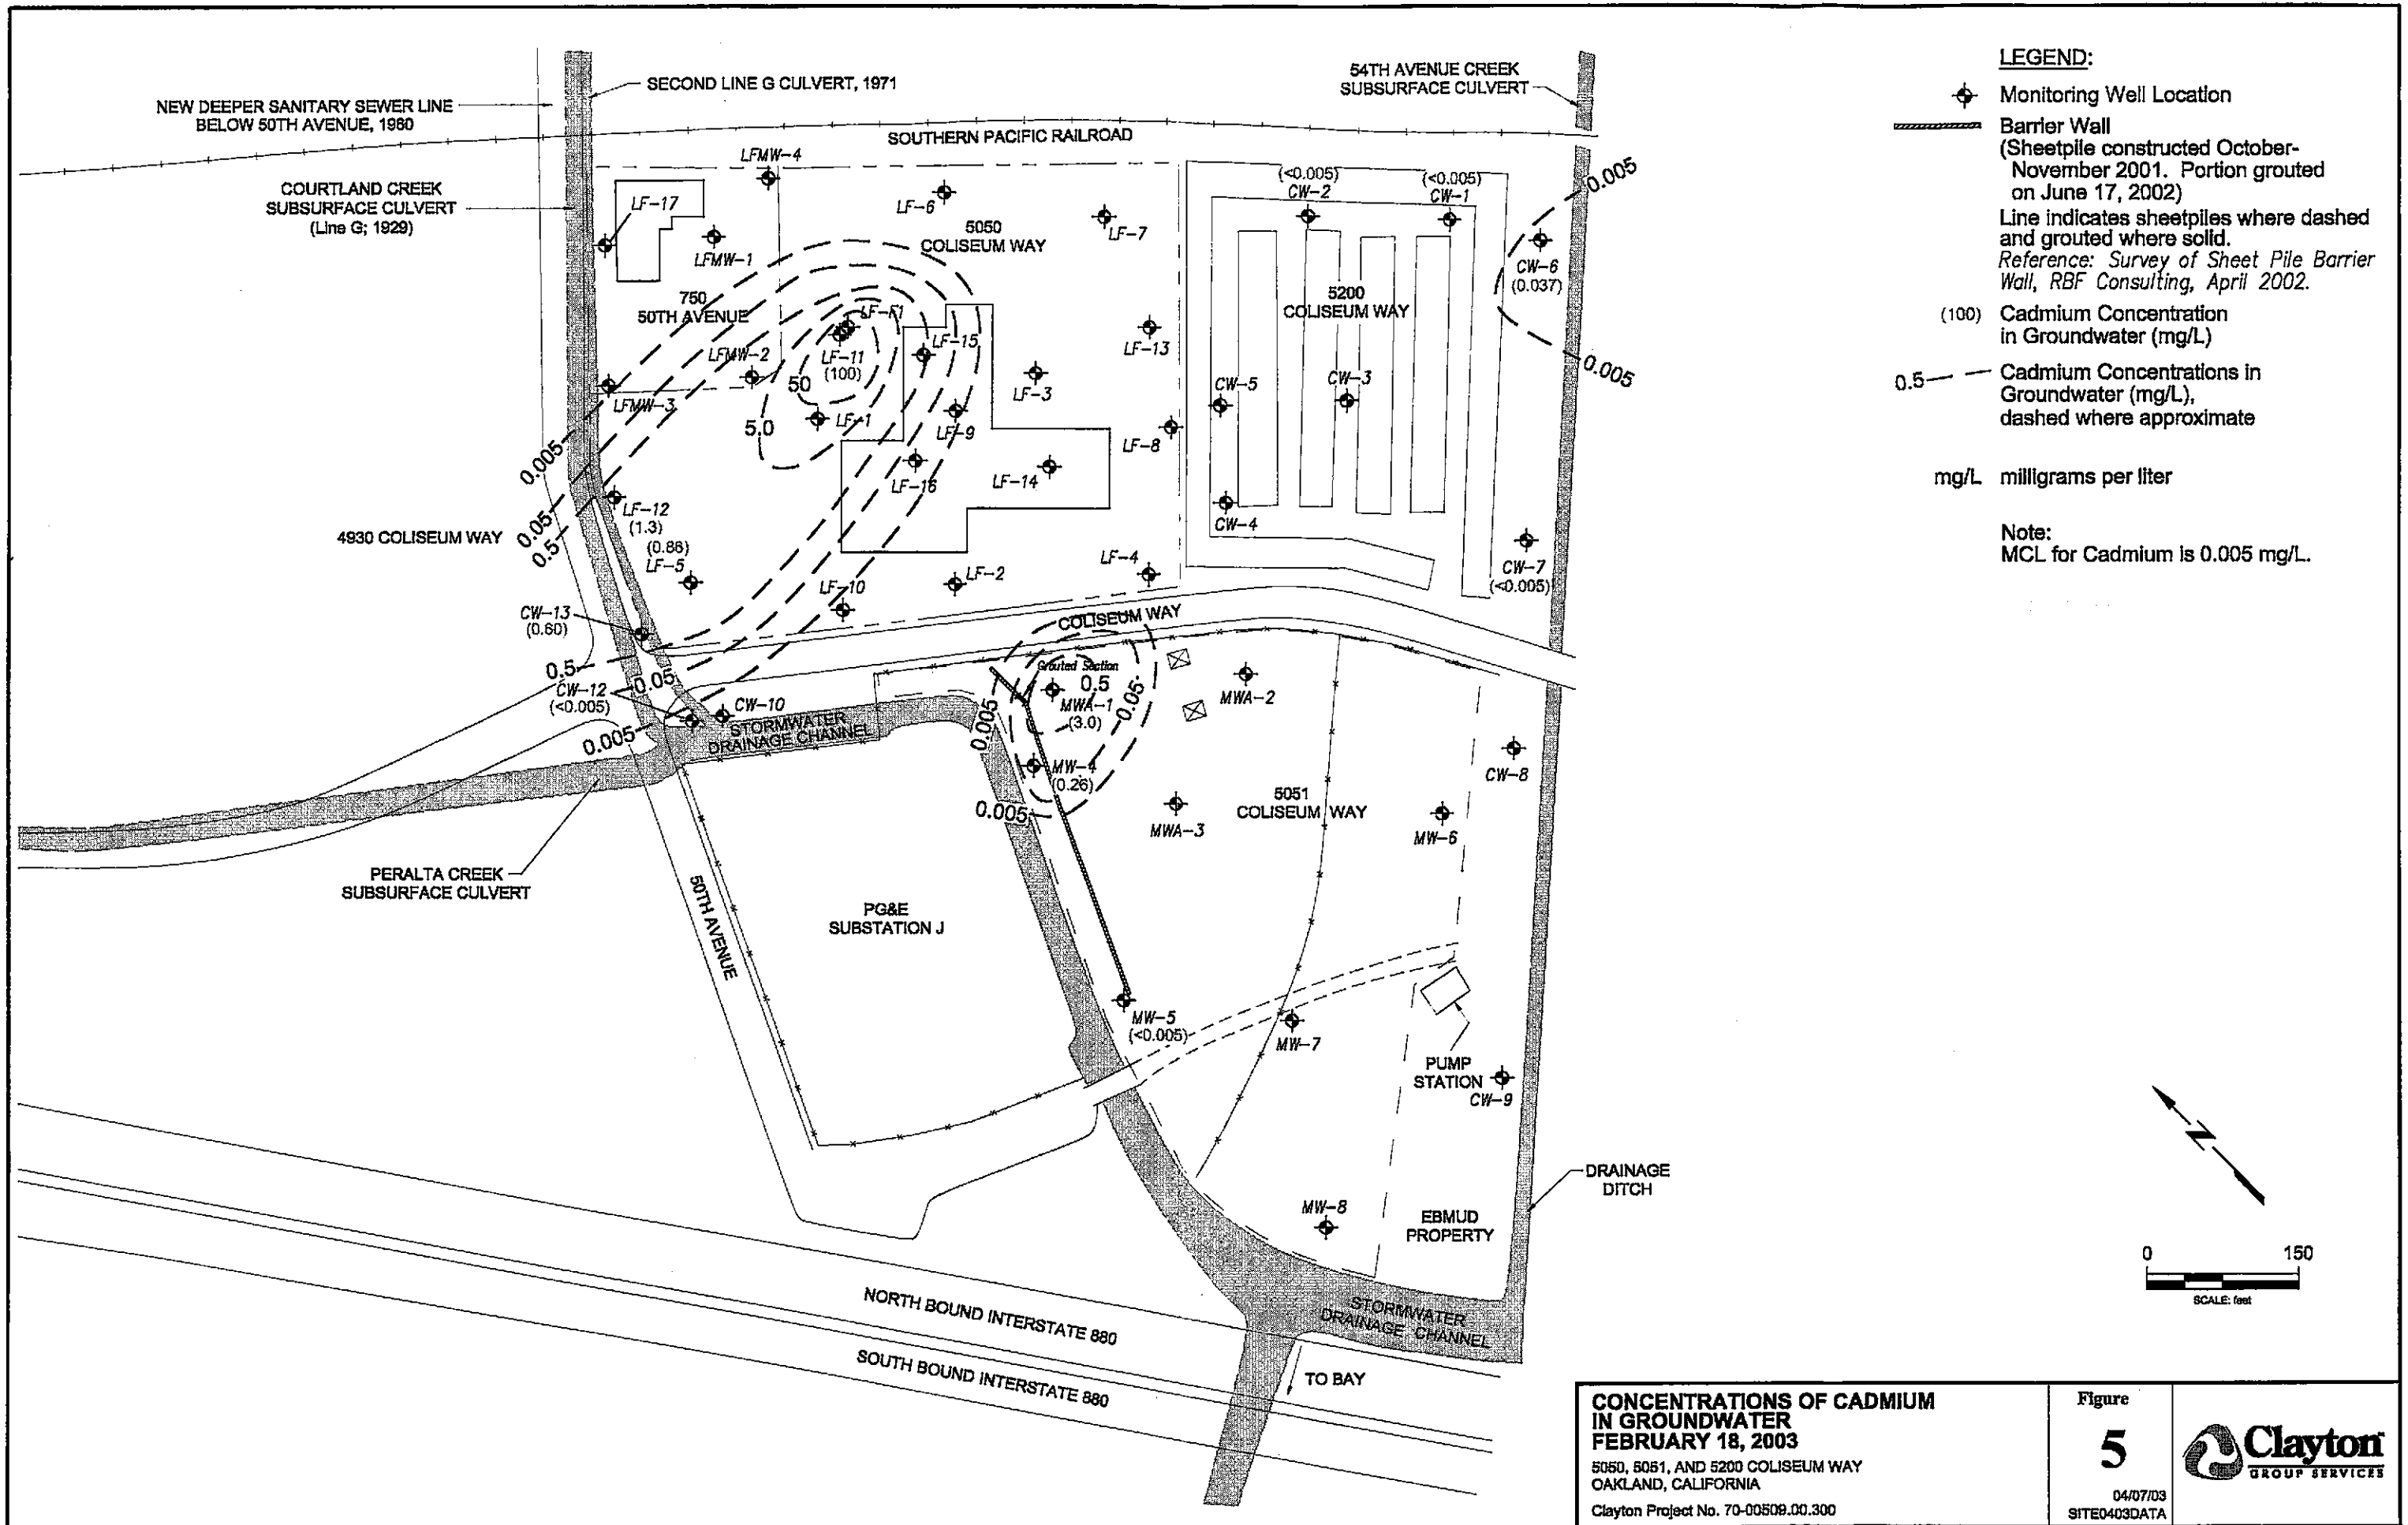 NEW DEEPER SANITARY SEWER LINE
BELOW 50TH AVENUE, 1980
SECOND LINE G CULVERT, 1971
54TH AVENUE CREEK
SUBSURFACE CULVERT
SOUTHERN PACIFIC RAILROAD
COURTLAND CREEK
SUBSURFACE CULVERT
(Line G; 1929)
LFMW-4
LF-17
LF-6
LF-7
LFMW-1
5050
COLISEUM WAY
(<0.005)
CW-2
(<0.005)
CW-1
0.005
CW-6
(0.037)
0.005
750
50TH AVENUE
LF-F1
LF-11
(100)
LF-15
LFMW-2
LFMW-3
50
5.0
LF-1
LF-9
LF-3
LF-13
LF-8
5200
COLISEUM WAY
CW-5
CW-3
CW-4
CW-7
(<0.005)
LF-16
LF-14
0.005
0.05
0.5
4930 COLISEUM WAY
LF-12
(1.3)
(0.86)
LF-5
LF-10
LF-2
LF-4
CW-13
(0.60)
COLISEUM WAY
0.5
0.05
CW-12
(<0.005)
CW-10
0.005
STORMWATER
DRAINAGE CHANNEL
Grouted Section
0.5
MWA-1
(3.0)
0.05
0.005
MW-4
(0.26)
0.005
MWA-2
MWA-3
5051
COLISEUM WAY
CW-8
MW-6
PERALTA CREEK
SUBSURFACE CULVERT
50TH AVENUE
PG&E
SUBSTATION J
MW-5
(<0.005)
MW-7
PUMP
STATION
CW-9
MW-8
EBMUD
PROPERTY
DRAINAGE
DITCH
STORMWATER
DRAINAGE CHANNEL
NORTH BOUND INTERSTATE 880
SOUTH BOUND INTERSTATE 880
TO BAY
LEGEND:
Monitoring Well Location
Barrier Wall
(Sheetpile constructed October-
November 2001. Portion grouted
on June 17, 2002)
Line indicates sheetpiles where dashed
and grouted where solid.
Reference: Survey of Sheet Pile Barrier
Wall, RBF Consulting, April 2002.
(100) Cadmium Concentration
in Groundwater (mg/L)
0.5 Cadmium Concentrations in
Groundwater (mg/L),
dashed where approximate
mg/L milligrams per liter
Note:
MCL for Cadmium is 0.005 mg/L.
N
0 150
SCALE: feet
CONCENTRATIONS OF CADMIUM
IN GROUNDWATER
FEBRUARY 18, 2003
5050, 5051, AND 5200 COLISEUM WAY
OAKLAND, CALIFORNIA
Clayton Project No. 70-00509.00.300
Figure
5
04/07/03
SITE0403DATA
Clayton
GROUP SERVICES